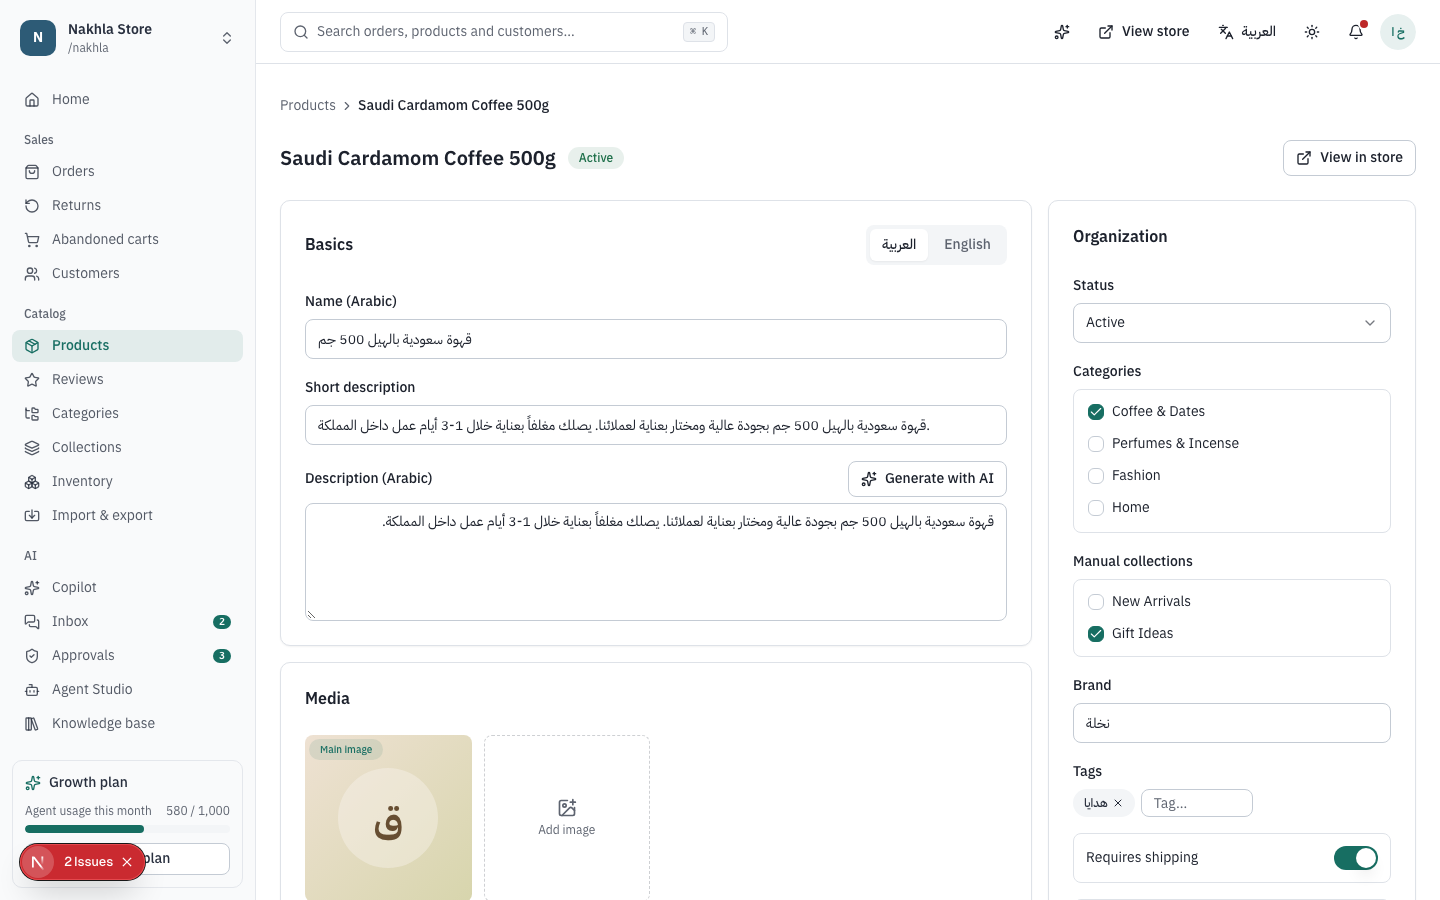 N
Nakhla Store
/nakhla
Home
Sales
Orders
Returns
Abandoned carts
Customers
Catalog
Products
Reviews
Categories
Collections
Inventory
Import & export
AI
Copilot
Inbox 2
Approvals 3
Agent Studio
Knowledge base
Growth plan
Agent usage this month 580 / 1,000
plan
N 2 Issues
Search orders, products and customers... ⌘ K
View store
العربية
خ ا
Products > Saudi Cardamom Coffee 500g
Saudi Cardamom Coffee 500g Active
View in store
Basics
العربية English
Name (Arabic)
قهوة سعودية بالهيل 500 جم
Short description
قهوة سعودية بالهيل 500 جم بجودة عالية ومختار بعناية لعملائنا. يصلك مغلفاً بعناية خلال 1-3 أيام عمل داخل المملكة.
Description (Arabic)
Generate with AI
قهوة سعودية بالهيل 500 جم بجودة عالية ومختار بعناية لعملائنا. يصلك مغلفاً بعناية خلال 1-3 أيام عمل داخل المملكة.
Media
Main image
ق
Add image
Organization
Status
Active
Categories
Coffee & Dates
Perfumes & Incense
Fashion
Home
Manual collections
New Arrivals
Gift Ideas
Brand
نخلة
Tags
هدايا
Tag...
Requires shipping